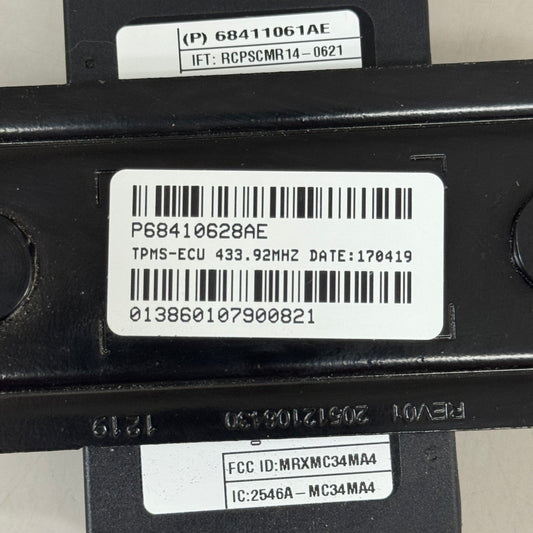 (P) 68411061AE
IFT: RCPSCMR14-0621
P68410628AE
TPMS-ECU 433.92MHZ DATE:170419
013860107900821
REV01 20512106430 1219
FCC ID:MRXMC34MA4
IC:2546A-MC34MA4